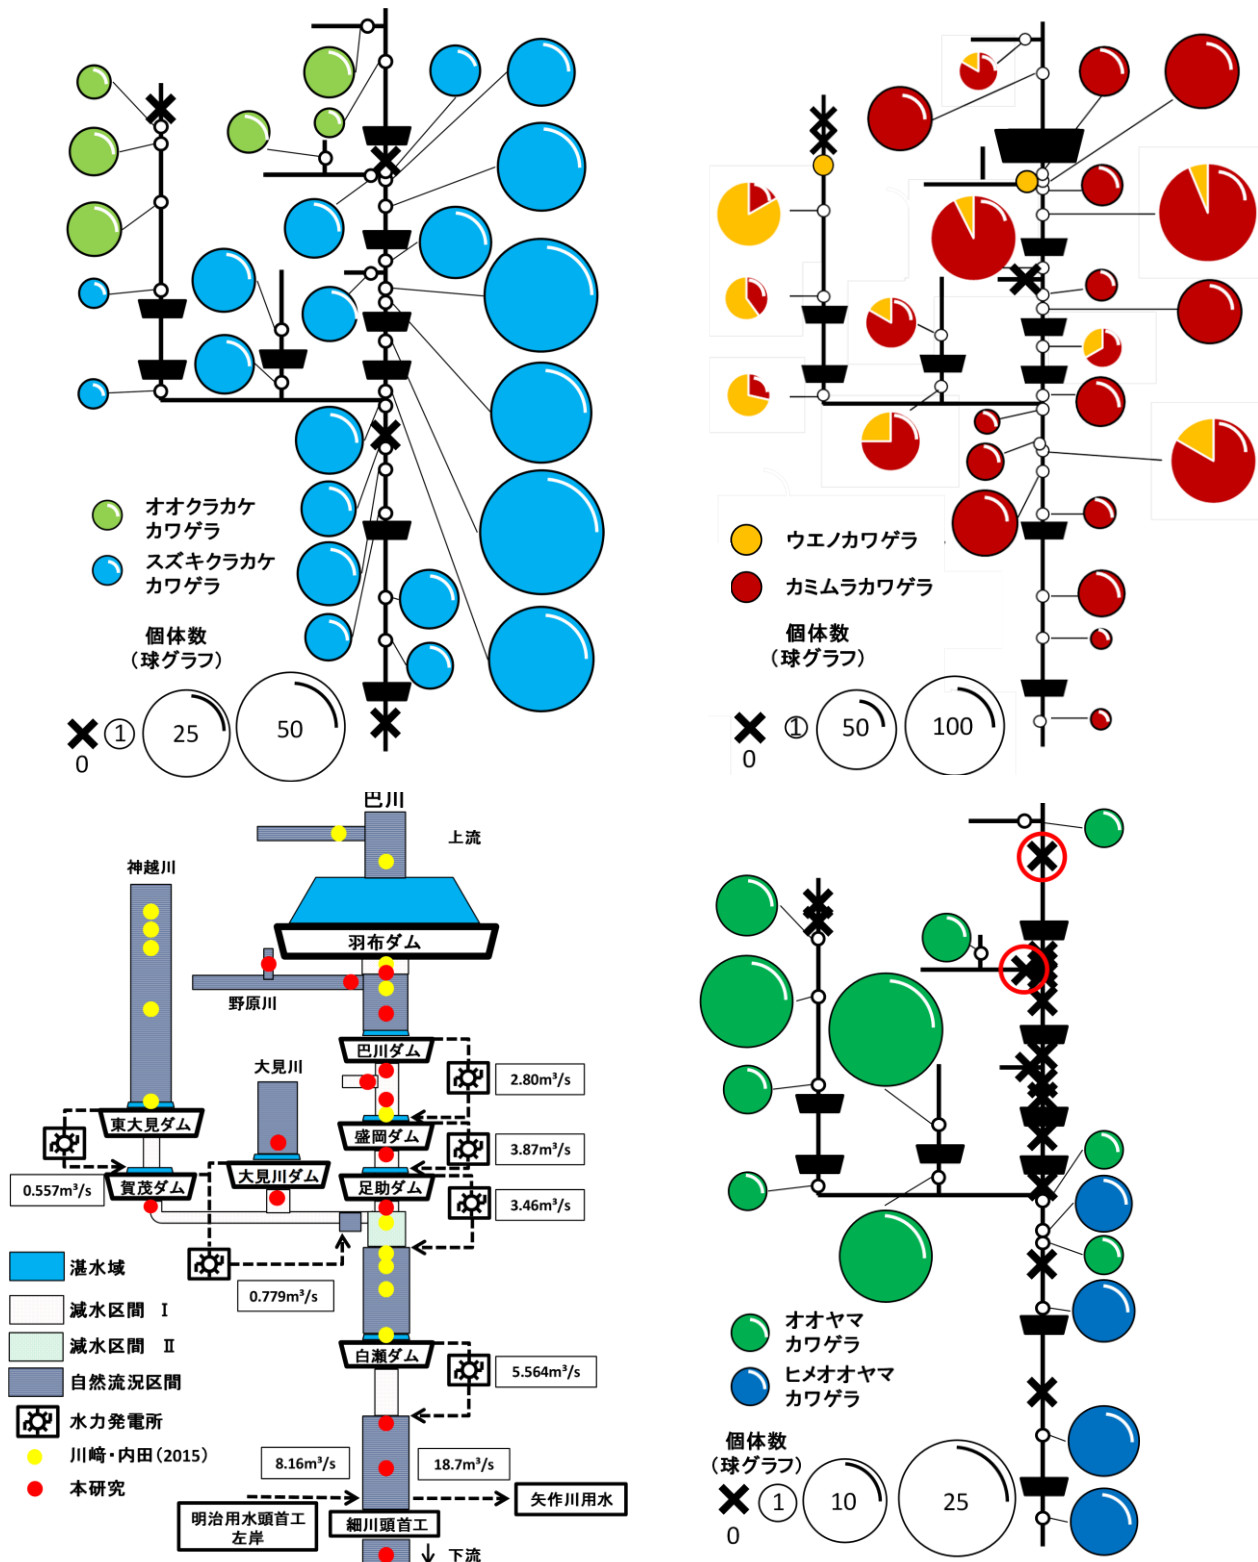 オオクラカケ
カワゲラ
スズキクラカケ
カワゲラ
個体数
(球グラフ)
0
1
25
50
ウエノカワゲラ
カミムラカワゲラ
個体数
(球グラフ)
0
1
50
100
巴川
上流
神越川
羽布ダム
野原川
巴川ダム
大見川
2.80m³/s
東大見ダム
盛岡ダム
3.87m³/s
大見川ダム
0.557m³/s
賀茂ダム
足助ダム
3.46m³/s
湛水域
0.779m³/s
減水区間 Ⅰ
減水区間 Ⅱ
白瀬ダム
5.564m³/s
自然流況区間
水力発電所
川崎・内田(2015)
8.16m³/s
18.7m³/s
本研究
矢作川用水
明治用水頭首工
左岸
細川頭首工
下流
オオヤマ
カワゲラ
ヒメオオヤマ
カワゲラ
個体数
(球グラフ)
0
1
10
25